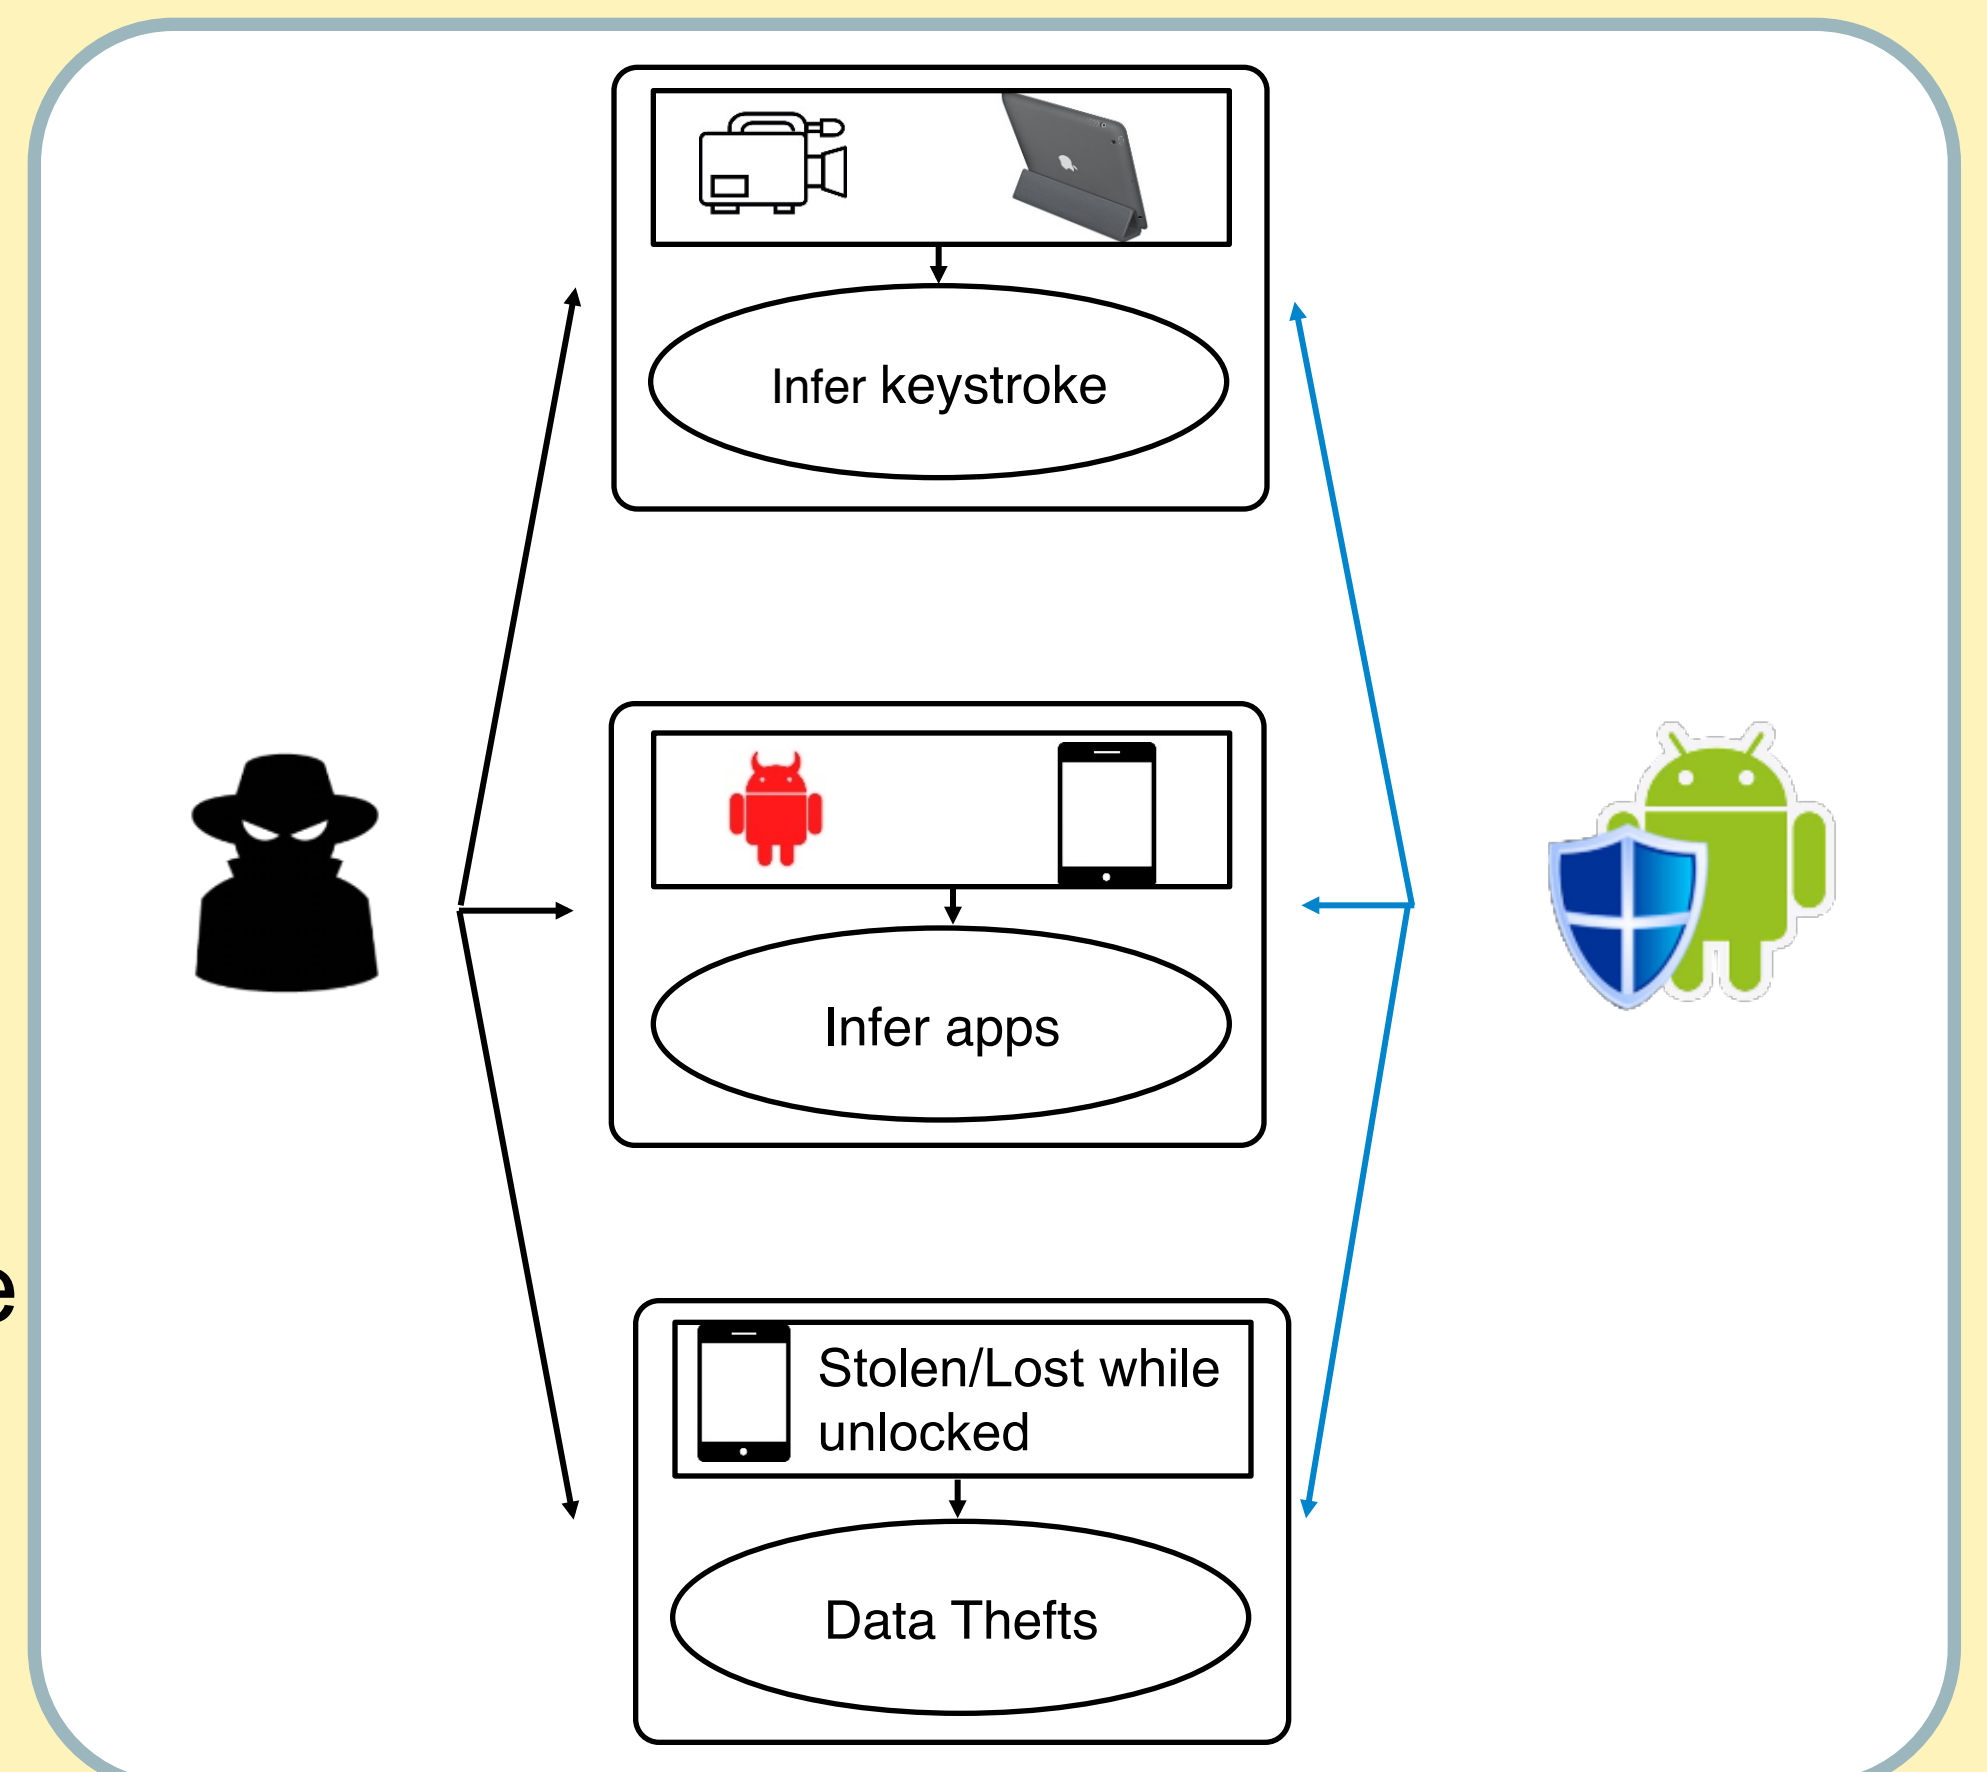 Infer keystroke
Infer apps
e
Stolen/Lost while
unlocked
Data Thefts